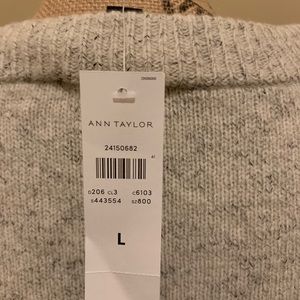 ANN TAYLOR
24150682
D206 CL3 C6103
S443554 SZ800
L